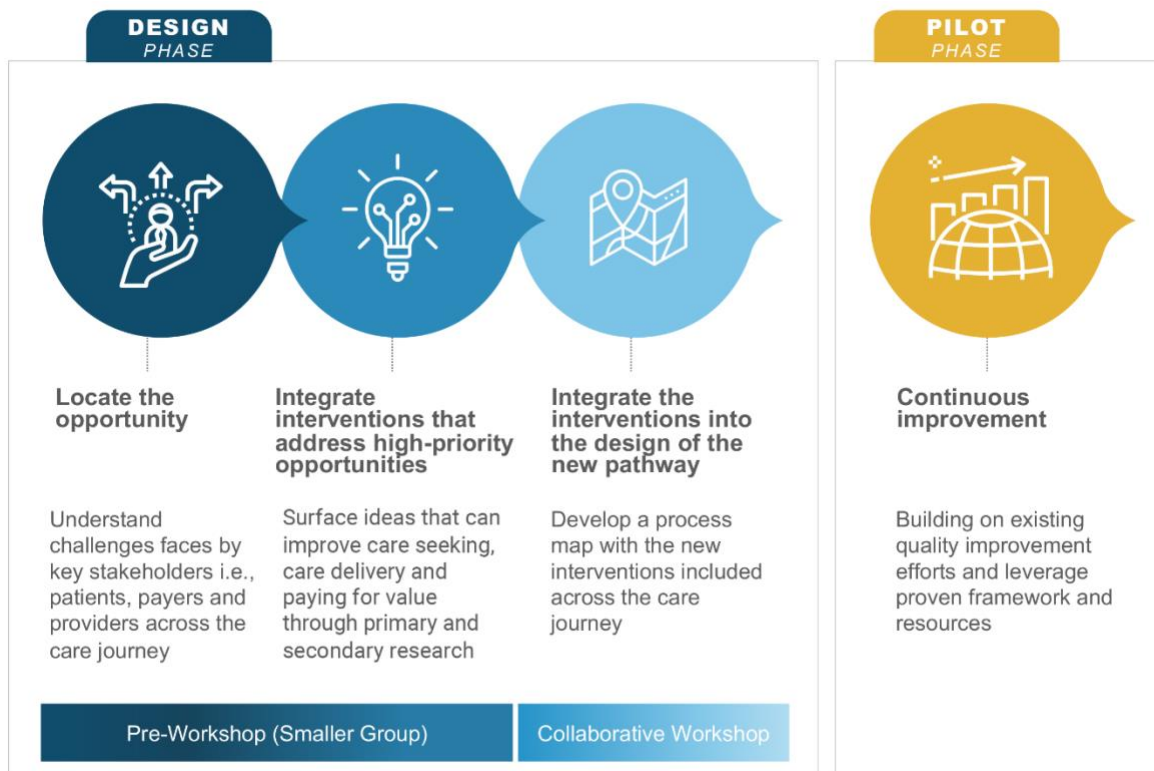 DESIGN
PHASE
PILOT
PHASE
Locate the
opportunity
Understand
challenges faces by
key stakeholders i.e.,
patients, payers and
providers across the
care journey
Integrate
interventions that
address high-priority
opportunities
Surface ideas that can
improve care seeking,
care delivery and
paying for value
through primary and
secondary research
Integrate the
interventions into
the design of the
new pathway
Develop a process
map with the new
interventions included
across the care
journey
Continuous
improvement
Building on existing
quality improvement
efforts and leverage
proven framework and
resources
Pre-Workshop (Smaller Group)
Collaborative Workshop